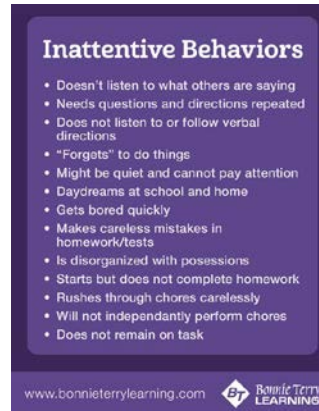 Inattentive Behaviors
• Doesn't listen to what others are saying
• Needs questions and directions repeated
• Does not listen to or follow verbal
directions
• "Forgets" to do things
• Might be quiet and cannot pay attention
• Daydreams at school and home
• Gets bored quickly
• Makes careless mistakes in
homework/tests
• Is disorganized with posessions
• Starts but does not complete homework
• Rushes through chores carelessly
• Will not independantly perform chores
• Does not remain on task
www.bonnieterrylearning.com
BT
Bonnie Terry
LEARNING